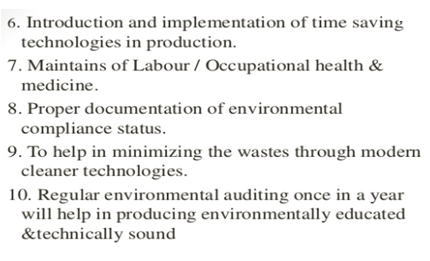 6. Introduction and implementation of time saving
technologies in production.
7. Maintains of Labour / Occupational health &
medicine.
8. Proper documentation of environmental
compliance status.
9. To help in minimizing the wastes through modern
cleaner technologies.
10. Regular environmental auditing once in a year
will help in producing environmentally educated
&technically sound